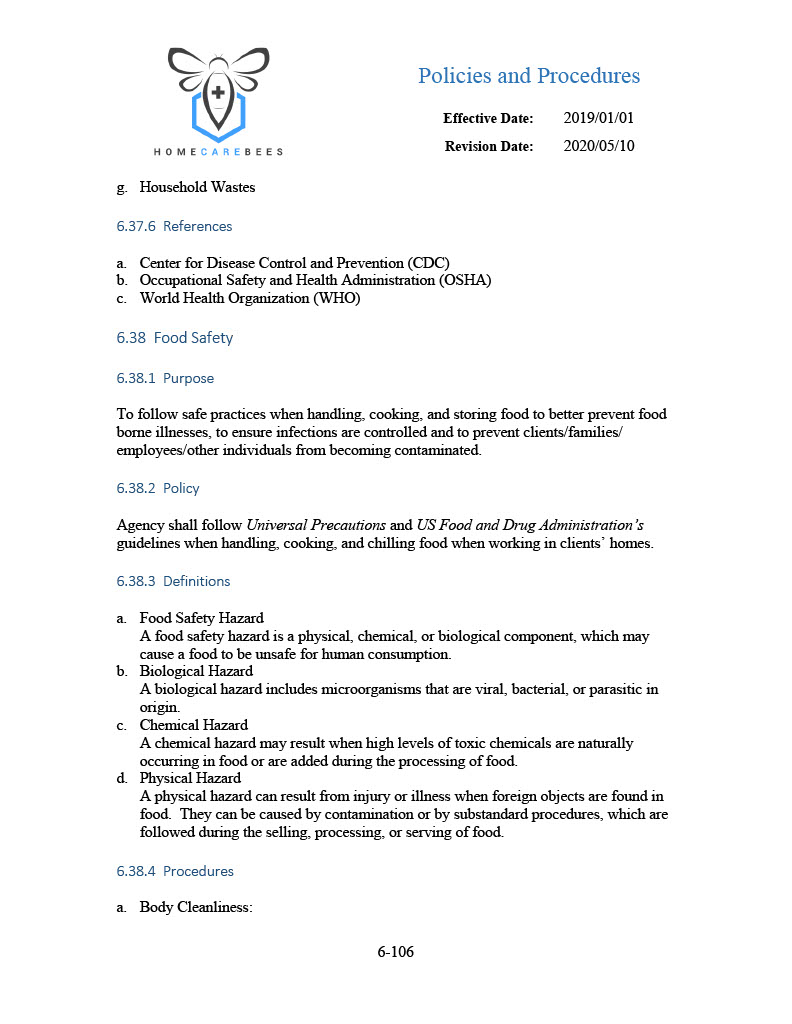 Policies and Procedures
Effective Date: 2019/01/01
Revision Date: 2020/05/10
HOMECAREBEES
g. Household Wastes
6.37.6 References
a. Center for Disease Control and Prevention (CDC)
b. Occupational Safety and Health Administration (OSHA)
c. World Health Organization (WHO)
6.38 Food Safety
6.38.1 Purpose
To follow safe practices when handling, cooking, and storing food to better prevent food
borne illnesses, to ensure infections are controlled and to prevent clients/families/
employees/other individuals from becoming contaminated.
6.38.2 Policy
Agency shall follow Universal Precautions and US Food and Drug Administration’s
guidelines when handling, cooking, and chilling food when working in clients’ homes.
6.38.3 Definitions
a. Food Safety Hazard
A food safety hazard is a physical, chemical, or biological component, which may
cause a food to be unsafe for human consumption.
b. Biological Hazard
A biological hazard includes microorganisms that are viral, bacterial, or parasitic in
origin.
c. Chemical Hazard
A chemical hazard may result when high levels of toxic chemicals are naturally
occurring in food or are added during the processing of food.
d. Physical Hazard
A physical hazard can result from injury or illness when foreign objects are found in
food. They can be caused by contamination or by substandard procedures, which are
followed during the selling, processing, or serving of food.
6.38.4 Procedures
a. Body Cleanliness:
6-106